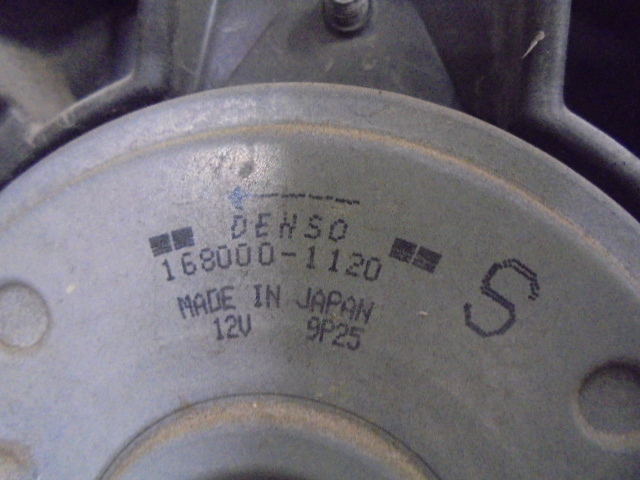 DENSO
168000-1120
S
MADE IN JAPAN
12V 9P25